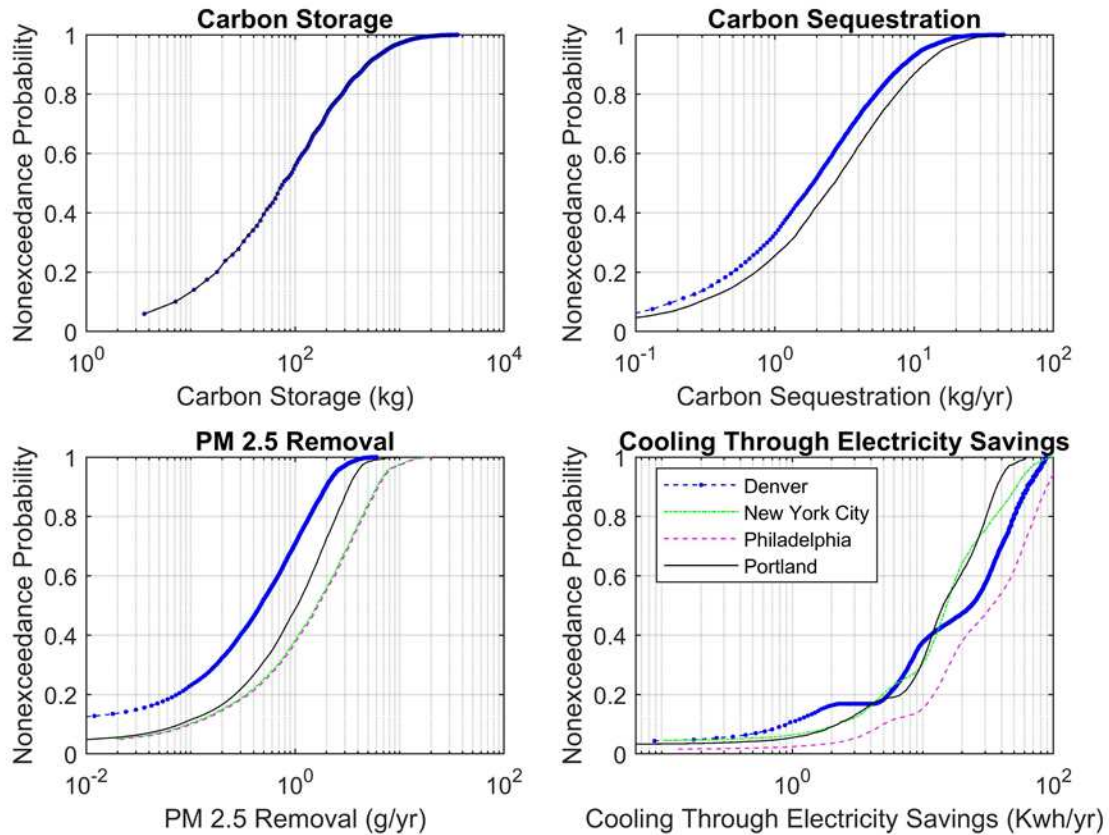 Carbon Storage
Nonexceedance Probability
1
0.8
0.6
0.4
0.2
0
10^0
10^2
10^4
Carbon Storage (kg)
Carbon Sequestration
Nonexceedance Probability
1
0.8
0.6
0.4
0.2
0
10^-1
10^0
10^1
10^2
Carbon Sequestration (kg/yr)
PM 2.5 Removal
Nonexceedance Probability
1
0.8
0.6
0.4
0.2
0
10^-2
10^0
10^2
PM 2.5 Removal (g/yr)
Cooling Through Electricity Savings
Nonexceedance Probability
1
0.8
0.6
0.4
0.2
0
Denver
New York City
Philadelphia
Portland
10^0
10^1
10^2
Cooling Through Electricity Savings (Kwh/yr)